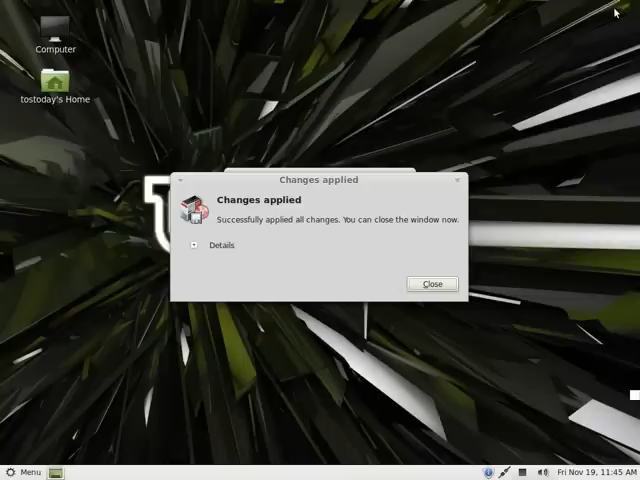 Computer
tostoday's Home
Changes applied
Changes applied
Successfully applied all changes. You can close the window now.
Details
Close
Menu
Fri Nov 19, 11:45 AM